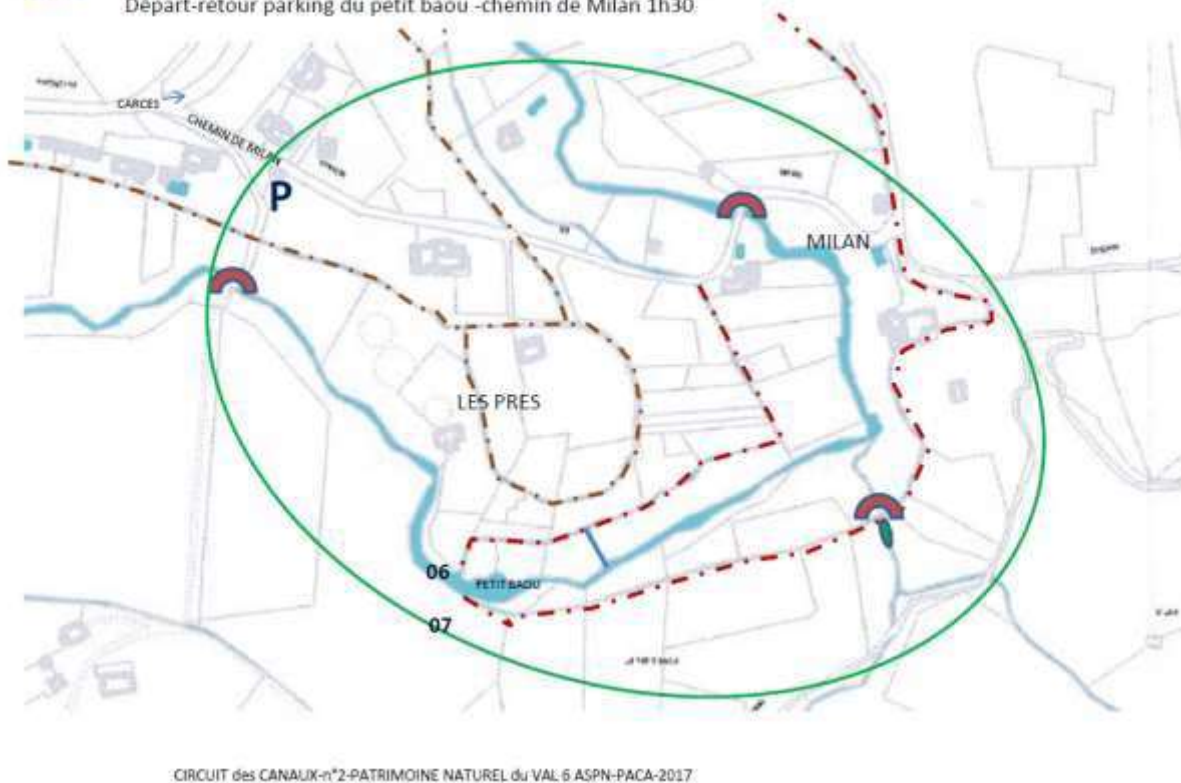 Départ-retour parking du petit baou -chemin de Milan 1h30
CARCES
CHEMIN DE MILAN
P
MILAN
LES PRES
06
PETIT BAOU
07
CIRCUIT des CANAUX-n°2-PATRIMOINE NATUREL du VAL 6 ASPN-PACA-2017